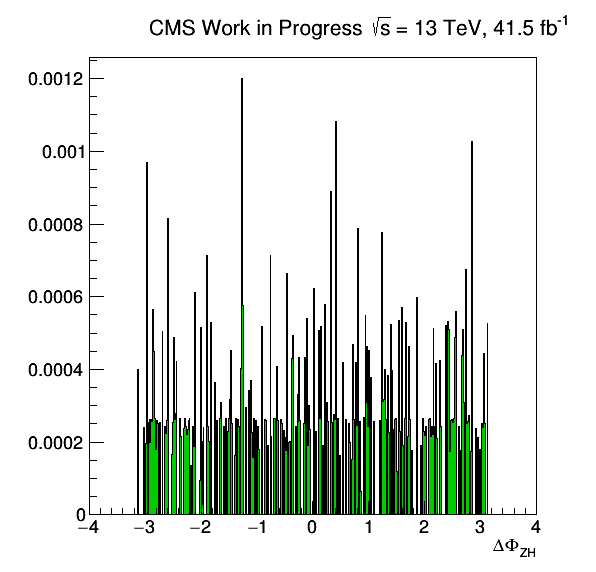 CMS Work in Progress √s = 13 TeV, 41.5 fb⁻¹
0.0012
0.001
0.0008
0.0006
0.0004
0.0002
0
−4 −3 −2 −1 0 1 2 3 4
ΔΦ_ZH